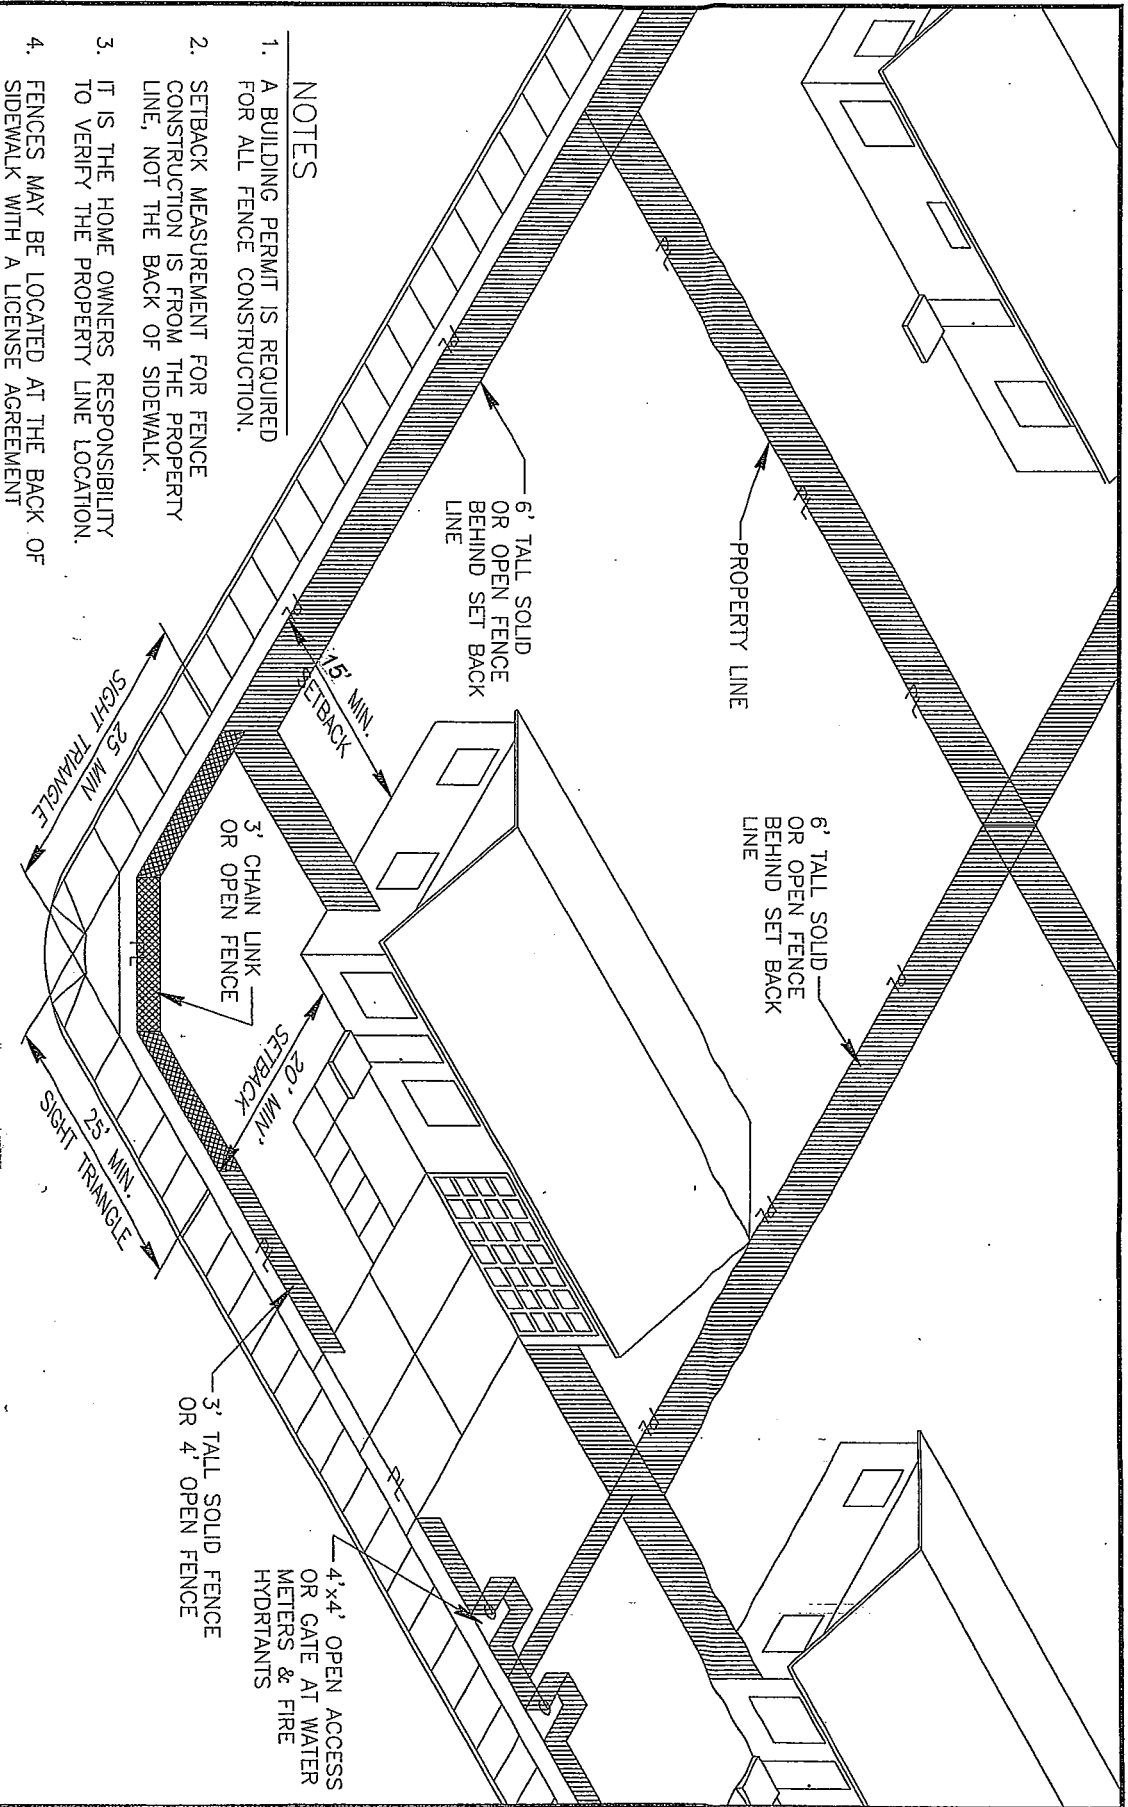 PROPERTY LINE
6' TALL SOLID
OR OPEN FENCE
BEHIND SET BACK
LINE
6' TALL SOLID
OR OPEN FENCE
BEHIND SET BACK
LINE
15' MIN.
SETBACK
20' MIN'
SETBACK
3' CHAIN LINK
OR OPEN FENCE
25' MIN
SIGHT TRIANGLE
25' MIN.
SIGHT TRIANGLE
3' TALL SOLID FENCE
OR 4' OPEN FENCE
4'x4' OPEN ACCESS
OR GATE AT WATER
METERS & FIRE
HYDRTANTS
PL
PL
PL
PL
PL
PL
PL
PL
PL
PL
PL
NOTES
1. A BUILDING PERMIT IS REQUIRED
FOR ALL FENCE CONSTRUCTION.
2. SETBACK MEASUREMENT FOR FENCE
CONSTRUCTION IS FROM THE PROPERTY
LINE, NOT THE BACK OF SIDEWALK.
3. IT IS THE HOME OWNERS RESPONSIBILITY
TO VERIFY THE PROPERTY LINE LOCATION.
4. FENCES MAY BE LOCATED AT THE BACK OF
SIDEWALK WITH A LICENSE AGREEMENT